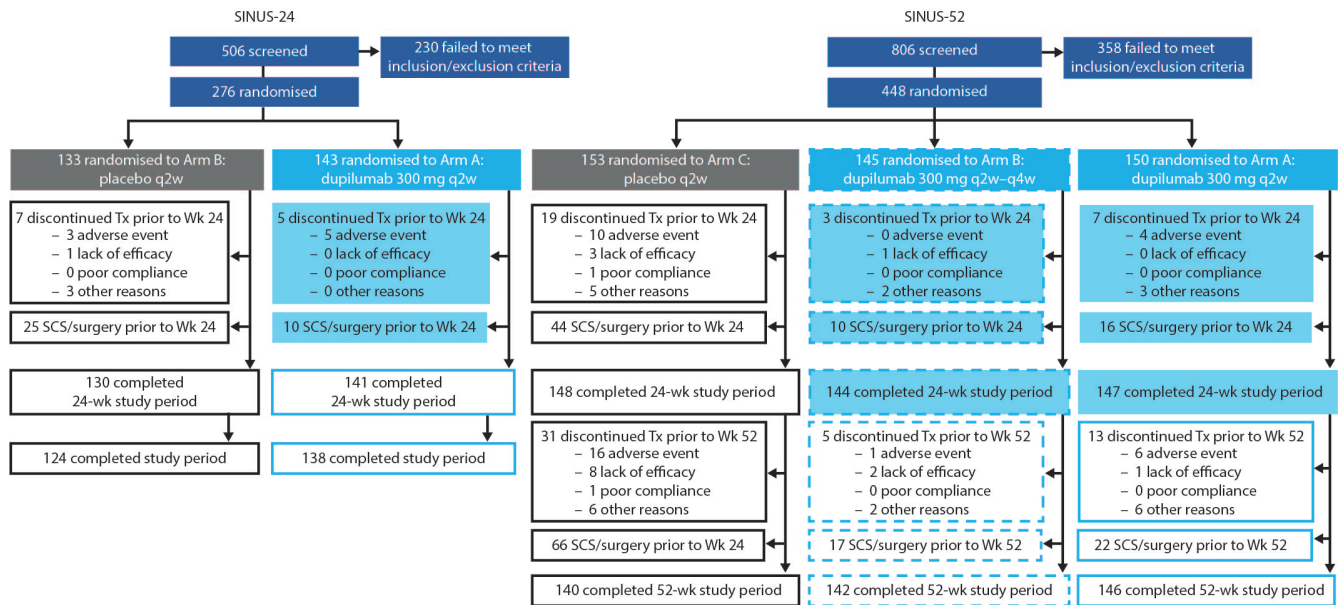 SINUS-24
506 screened
230 failed to meet
inclusion/exclusion criteria
276 randomised
133 randomised to Arm B:
placebo q2w
7 discontinued Tx prior to Wk 24
– 3 adverse event
– 1 lack of efficacy
– 0 poor compliance
– 3 other reasons
25 SCS/surgery prior to Wk 24
130 completed
24-wk study period
124 completed study period
143 randomised to Arm A:
dupilumab 300 mg q2w
5 discontinued Tx prior to Wk 24
– 5 adverse event
– 0 lack of efficacy
– 0 poor compliance
– 0 other reasons
10 SCS/surgery prior to Wk 24
141 completed
24-wk study period
138 completed study period
SINUS-52
806 screened
358 failed to meet
inclusion/exclusion criteria
448 randomised
153 randomised to Arm C:
placebo q2w
19 discontinued Tx prior to Wk 24
– 10 adverse event
– 3 lack of efficacy
– 1 poor compliance
– 5 other reasons
44 SCS/surgery prior to Wk 24
148 completed 24-wk study period
31 discontinued Tx prior to Wk 52
– 16 adverse event
– 8 lack of efficacy
– 1 poor compliance
– 6 other reasons
66 SCS/surgery prior to Wk 24
140 completed 52-wk study period
145 randomised to Arm B:
dupilumab 300 mg q2w–q4w
3 discontinued Tx prior to Wk 24
– 0 adverse event
– 1 lack of efficacy
– 0 poor compliance
– 2 other reasons
10 SCS/surgery prior to Wk 24
144 completed 24-wk study period
5 discontinued Tx prior to Wk 52
– 1 adverse event
– 2 lack of efficacy
– 0 poor compliance
– 2 other reasons
17 SCS/surgery prior to Wk 52
142 completed 52-wk study period
150 randomised to Arm A:
dupilumab 300 mg q2w
7 discontinued Tx prior to Wk 24
– 4 adverse event
– 0 lack of efficacy
– 0 poor compliance
– 3 other reasons
16 SCS/surgery prior to Wk 24
147 completed 24-wk study period
13 discontinued Tx prior to Wk 52
– 6 adverse event
– 1 lack of efficacy
– 0 poor compliance
– 6 other reasons
22 SCS/surgery prior to Wk 52
146 completed 52-wk study period